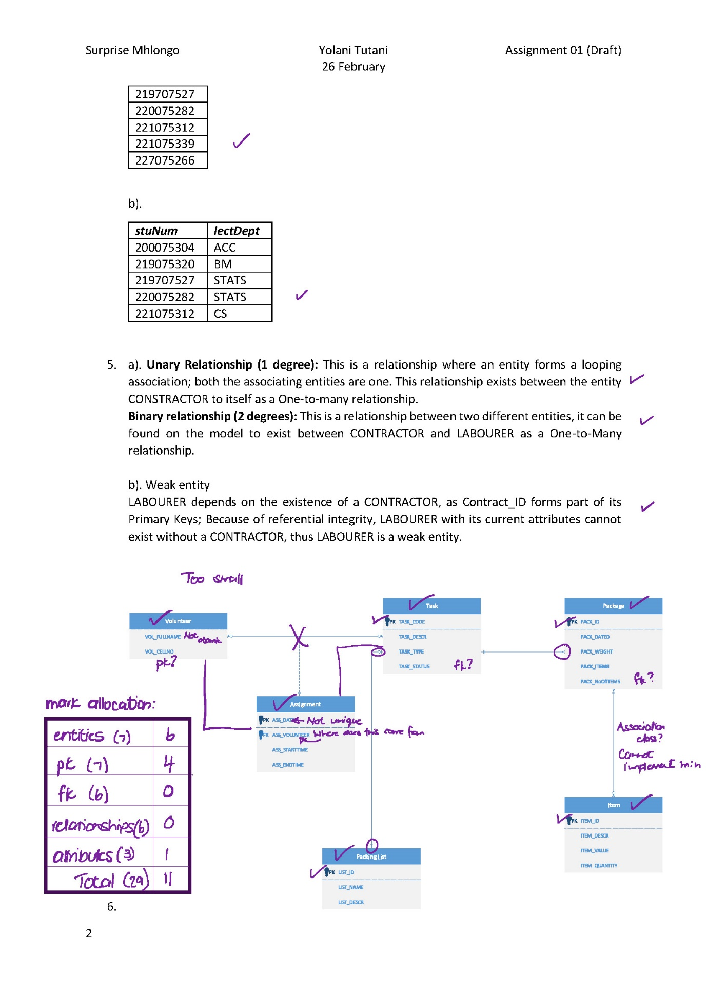 Surprise Mhlongo Yolani Tutani Assignment 01 (Draft)
26 February
219707527
220075282
221075312
221075339
227075266
b).
stuNum lectDept
200075304 ACC
219075320 BM
219707527 STATS
220075282 STATS
221075312 CS
5. a). Unary Relationship (1 degree): This is a relationship where an entity forms a looping
association; both the associating entities are one. This relationship exists between the entity
CONSTRACTOR to itself as a One-to-many relationship.
Binary relationship (2 degrees): This is a relationship between two different entities, it can be
found on the model to exist between CONTRACTOR and LABOURER as a One-to-Many
relationship.
b). Weak entity
LABOURER depends on the existence of a CONTRACTOR, as Contract_ID forms part of its
Primary Keys; Because of referential integrity, LABOURER with its current attributes cannot
exist without a CONTRACTOR, thus LABOURER is a weak entity.
Too small
Volunteer
VOL_FULLNAME Not atomic
VOL_CELLNO
pk?
Task
PK TASK_CODE
TASK_DESCR
TASK_TYPE
TASK_STATUS fk?
Package
PK PACK_ID
PACK_DATED
PACK_WEIGHT
PACK_ITEMS
PACK_NoOfITEMS fk?
Assignment
PK ASS_DATE Not unique
FK ASS_VOLUNTEER Where does this come from
ASS_STARTTIME
ASS_ENDTIME
Association
class?
Cannot
implement min
Item
PK ITEM_ID
ITEM_DESCR
ITEM_VALUE
ITEM_QUANTITY
PackingList
PK LIST_ID
LIST_NAME
LIST_DESCR
mark allocation:
entities (7) 6
pk (7) 4
fk (6) 0
relationships(6) 0
attributes (3) 1
Total (29) 11
6.
2